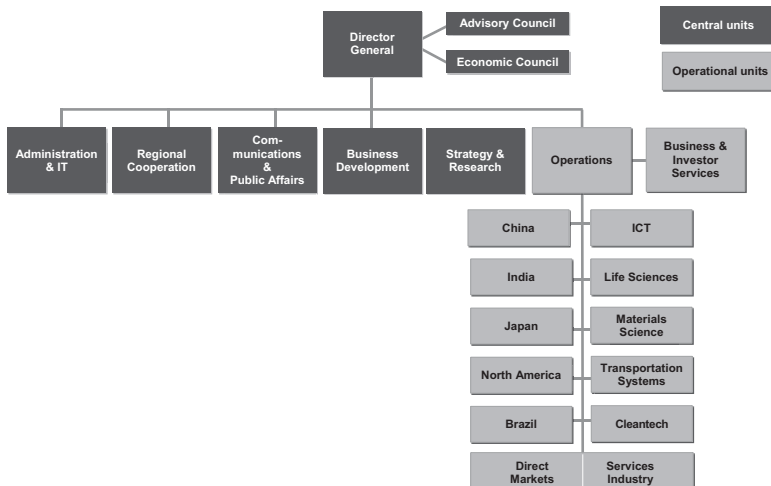 Director
General
Advisory Council
Economic Council
Central units
Operational units
Administration
& IT
Regional
Cooperation
Com-
munications
&
Public Affairs
Business
Development
Strategy &
Research
Operations
Business &
Investor
Services
China
ICT
India
Life Sciences
Japan
Materials
Science
North America
Transportation
Systems
Brazil
Cleantech
Direct
Markets
Services
Industry